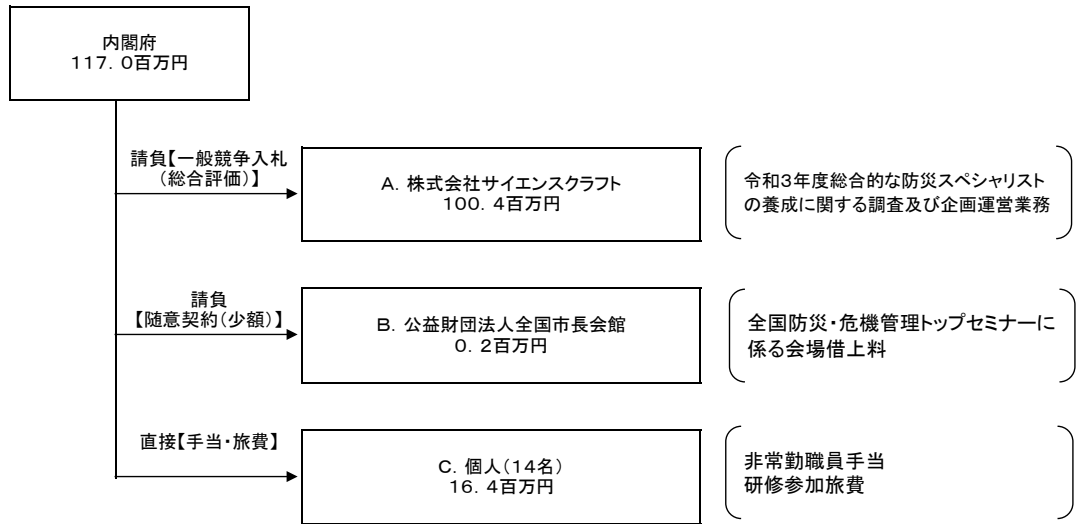 内閣府
117．0百万円
請負【一般競争入札
（総合評価）】
A．株式会社サイエンスクラフト
100．4百万円
令和3年度総合的な防災スペシャリスト
の養成に関する調査及び企画運営業務
請負
【随意契約（少額）】
B．公益財団法人全国市長会館
0．2百万円
全国防災・危機管理トップセミナーに
係る会場借上料
直接【手当・旅費】
C．個人（14名）
16．4百万円
非常勤職員手当
研修参加旅費